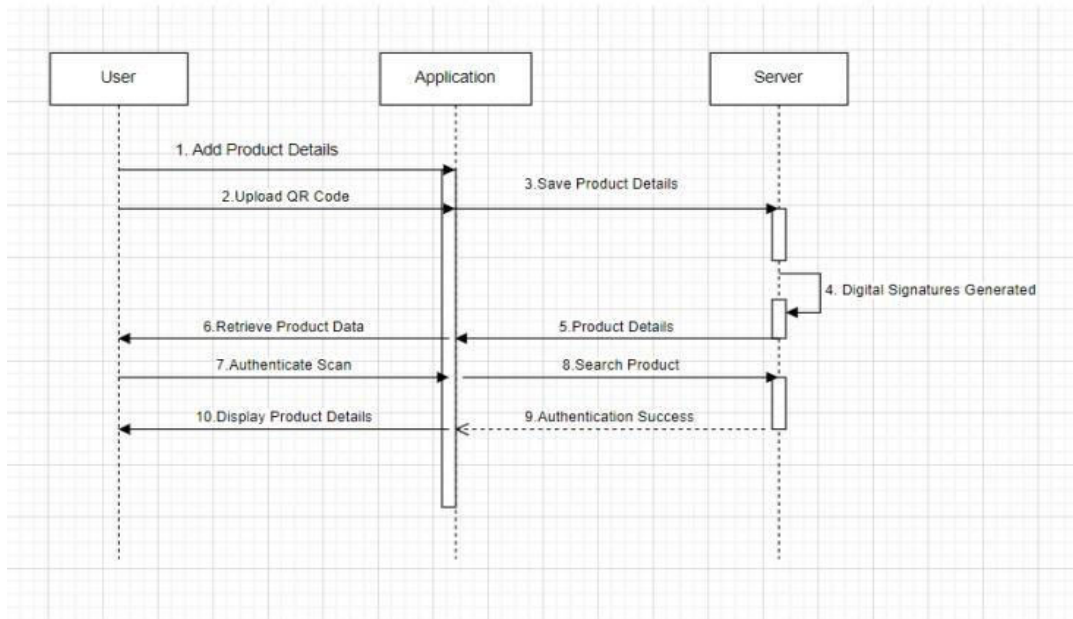 User
Application
Server
1. Add Product Details
2.Upload QR Code
3.Save Product Details
4. Digital Signatures Generated
5.Product Details
6.Retrieve Product Data
7.Authenticate Scan
8.Search Product
9.Authentication Success
10.Display Product Details